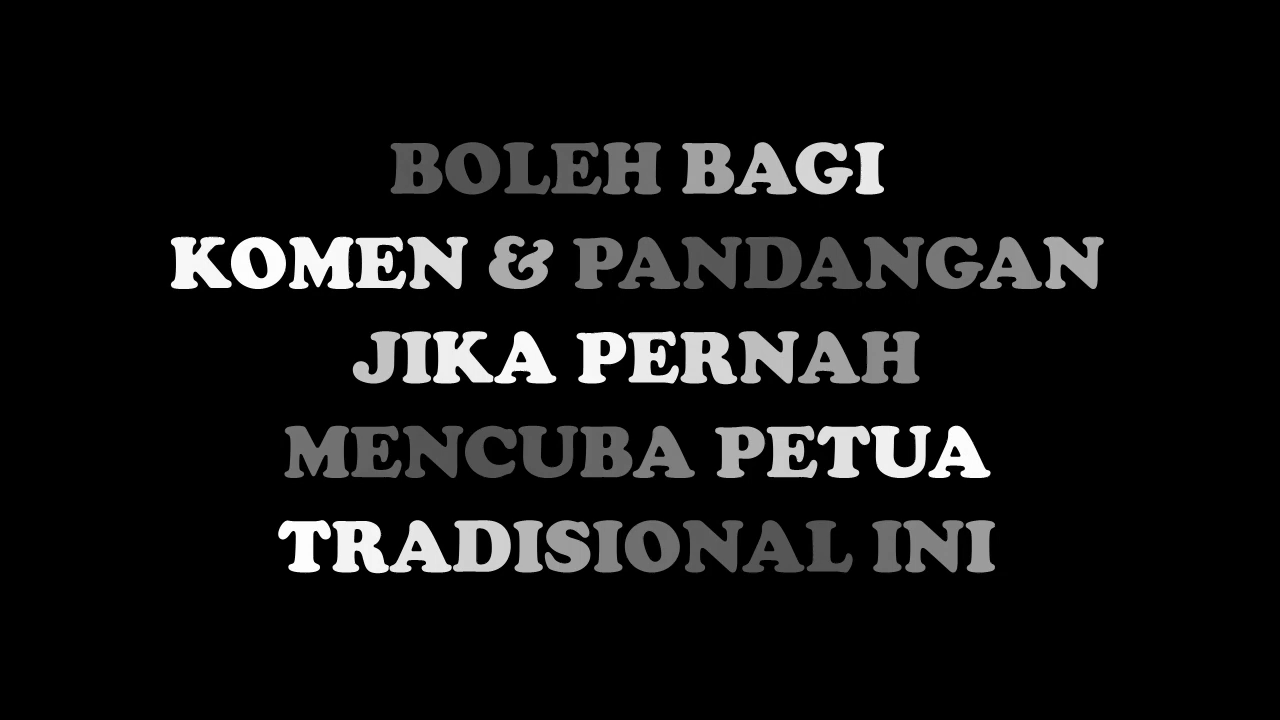 BOLEH BAGI
KOMEN & PANDANGAN
JIKA PERNAH
MENCUBA PETUA
TRADISIONAL INI